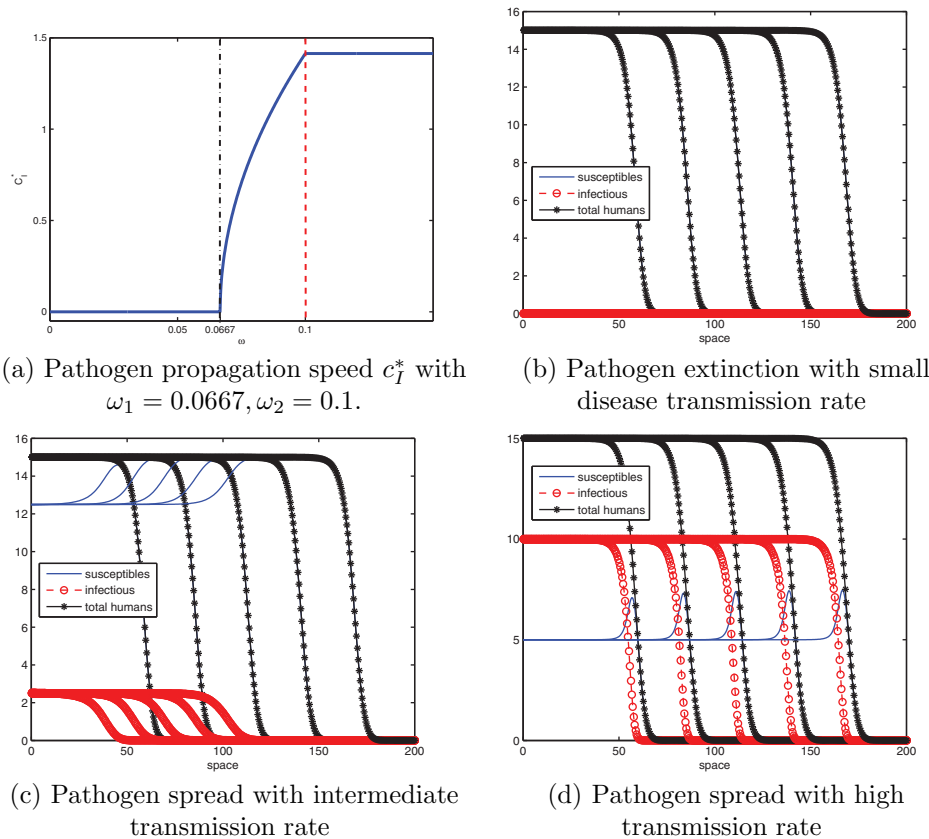 1.5
1
0.5
0
c*I
0 0.05 0.0667 0.1
ω
(a) Pathogen propagation speed c*I with
ω1 = 0.0667, ω2 = 0.1.
16
14
12
10
8
6
4
2
0
susceptibles
infectious
total humans
50 100 150 200
space
(b) Pathogen extinction with small
disease transmission rate
16
14
12
10
8
6
4
2
0
susceptibles
infectious
total humans
0 50 100 150 200
space
(c) Pathogen spread with intermediate
transmission rate
15
10
5
0
susceptibles
infectious
total humans
50 100 150 200
space
(d) Pathogen spread with high
transmission rate